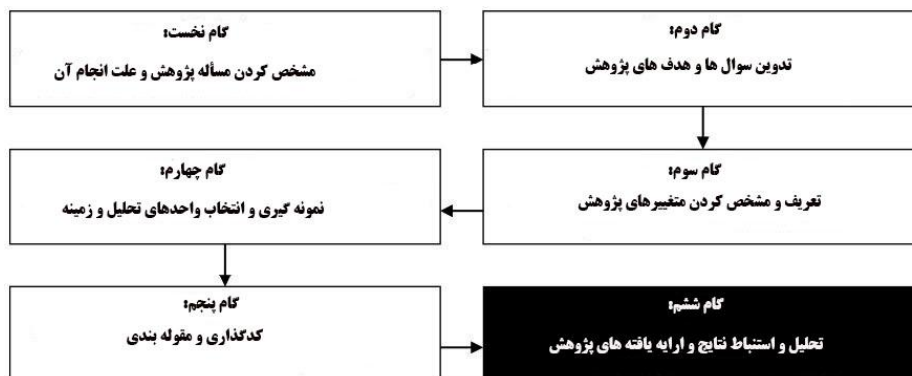 گام نخست:
مشخص کردن مسأله پژوهش و علت انجام آن
گام دوم:
تدوین سوال ها و هدف های پژوهش
گام سوم:
تعریف و مشخص کردن متغییرهای پژوهش
گام چهارم:
نمونه گیری و انتخاب واحدهای تحلیل و زمینه
گام پنجم:
کدگذاری و مقوله بندی
گام ششم:
تحلیل و استنباط نتایج و ارایه یافته های پژوهش